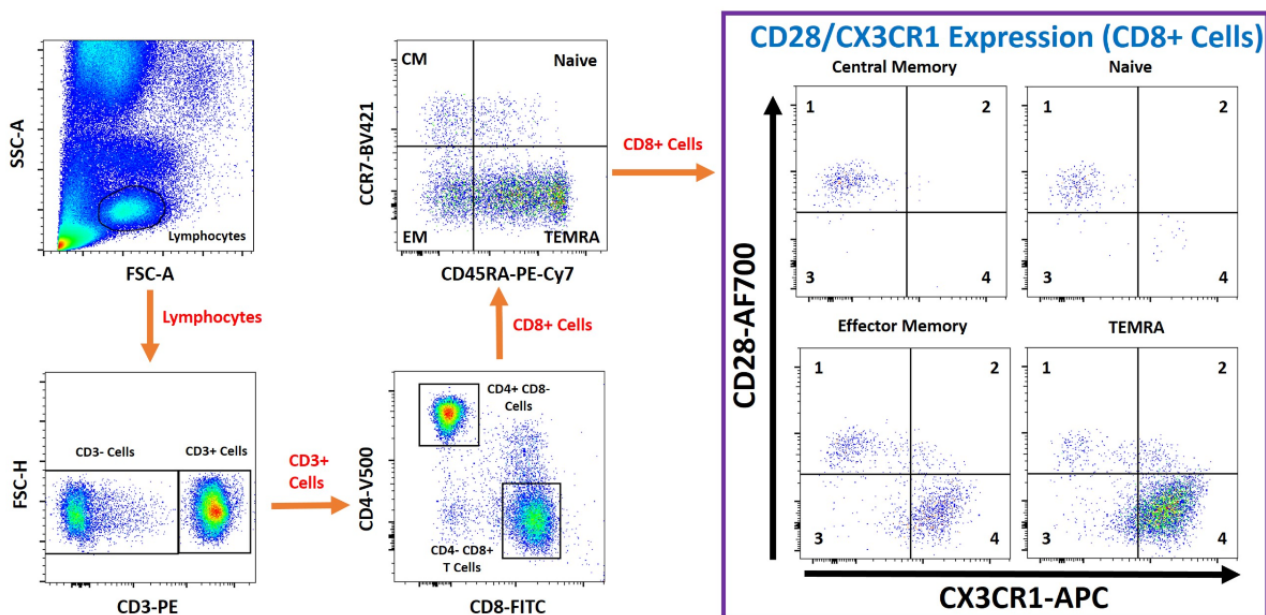 SSC-A
Lymphocytes
FSC-A
Lymphocytes
FSC-H
CD3- Cells
CD3+ Cells
CD3-PE
CD3+
Cells
CD4-V500
CD4+ CD8-
Cells
CD4- CD8+
T Cells
CD8-FITC
CD8+ Cells
CCR7-BV421
CM
Naive
EM
TEMRA
CD45RA-PE-Cy7
CD8+ Cells
CD28/CX3CR1 Expression (CD8+ Cells)
Central Memory
1
2
3
4
Naive
1
2
3
4
Effector Memory
1
2
3
4
TEMRA
1
2
3
4
CD28-AF700
CX3CR1-APC